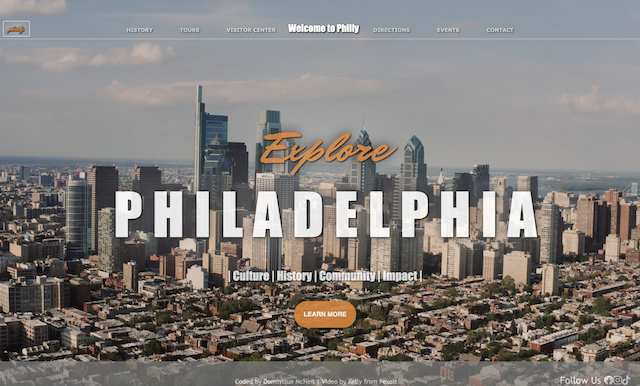 philly
HISTORY TOURS VISITOR CENTER Welcome to Philly DIRECTIONS EVENTS CONTACT
Explore
PHILADELPHIA
| Culture | History | Community | Impact |
LEARN MORE
Coded by Dominique McNeil | Video by Kelly from Pexels
Follow Us